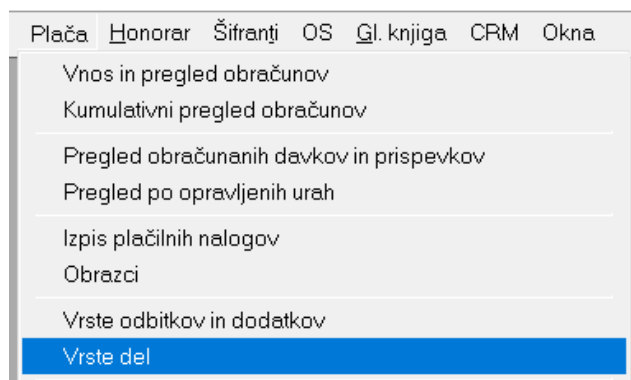 Plača Honorar Šifranti OS Gl. knjiga CRM Okna
Vnos in pregled obračunov
Kumulativni pregled obračunov
Pregled obračunanih davkov in prispevkov
Pregled po opravljenih urah
Izpis plačilnih nalogov
Obrazci
Vrste odbitkov in dodatkov
Vrste del